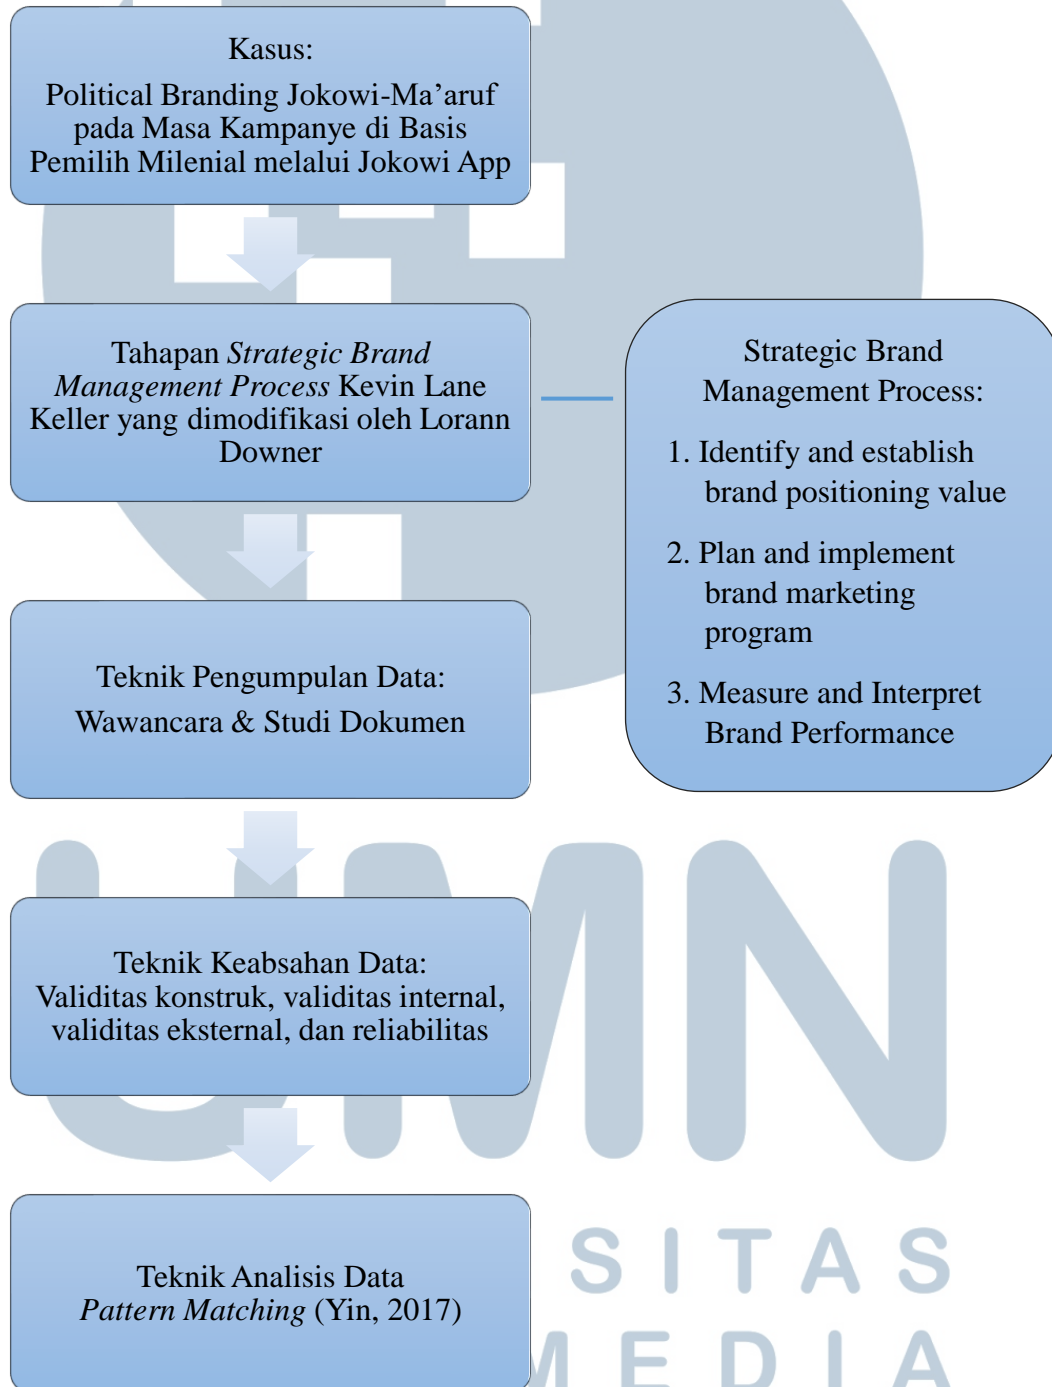 Kasus:
Political Branding Jokowi-Ma’aruf
pada Masa Kampanye di Basis
Pemilih Milenial melalui Jokowi App
Tahapan Strategic Brand
Management Process Kevin Lane
Keller yang dimodifikasi oleh Lorann
Downer
Strategic Brand
Management Process:
1. Identify and establish
brand positioning value
2. Plan and implement
brand marketing
program
3. Measure and Interpret
Brand Performance
Teknik Pengumpulan Data:
Wawancara & Studi Dokumen
Teknik Keabsahan Data:
Validitas konstruk, validitas internal,
validitas eksternal, dan reliabilitas
Teknik Analisis Data
Pattern Matching (Yin, 2017)
UMN
SITAS
MEDIA